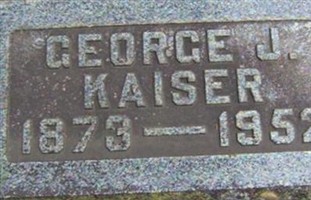 GEORGE J.
KAISER
1873 — 1952